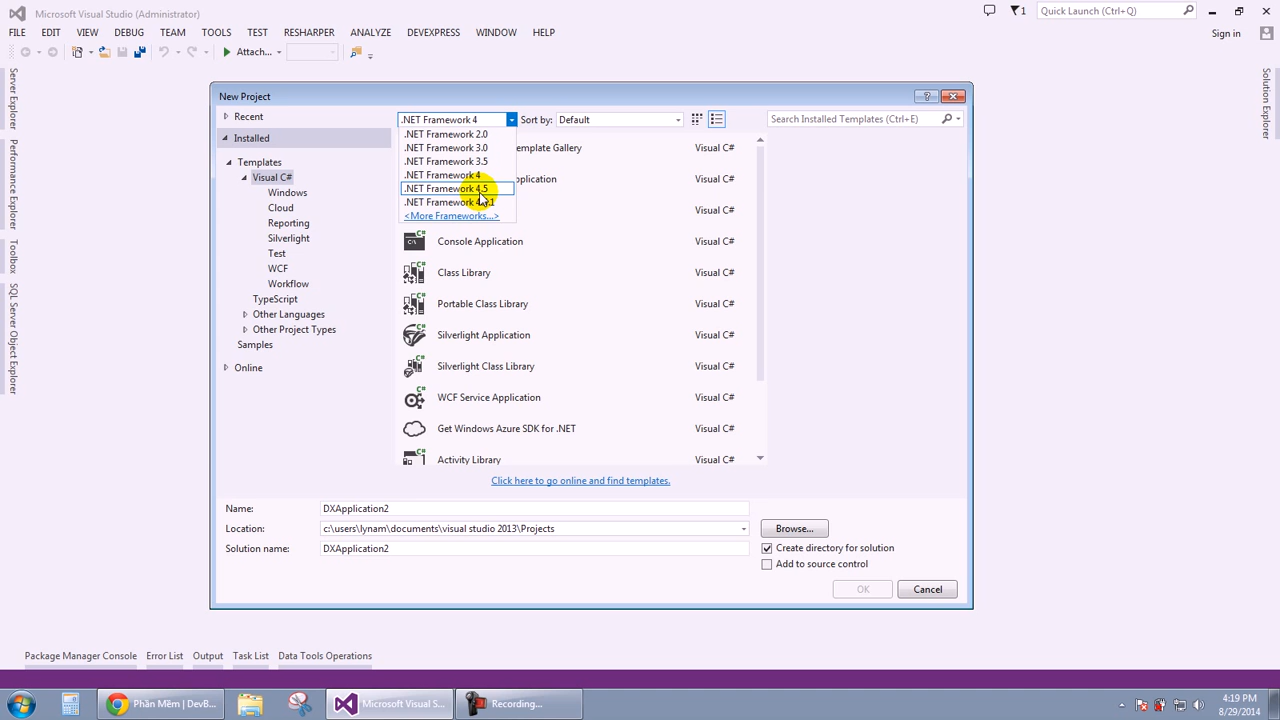 Microsoft Visual Studio (Administrator)
1
Quick Launch (Ctrl+Q)
FILE EDIT VIEW DEBUG TEAM TOOLS TEST RESHARPER ANALYZE DEVEXPRESS WINDOW HELP
Sign in
Attach...
Server Explorer
Performance Explorer
Toolbox
SQL Server Object Explorer
Solution Explorer
New Project
?
Recent
Installed
Templates
Visual C#
Windows
Cloud
Reporting
Silverlight
Test
WCF
Workflow
TypeScript
Other Languages
Other Project Types
Samples
Online
.NET Framework 4
Sort by: Default
Search Installed Templates (Ctrl+E)
.NET Framework 2.0
.NET Framework 3.0
.NET Framework 3.5
.NET Framework 4
.NET Framework 4.5
.NET Framework
<More Frameworks...>
emplate Gallery Visual C#
pplication Visual C#
Visual C#
Console Application Visual C#
Class Library Visual C#
Portable Class Library Visual C#
Silverlight Application Visual C#
Silverlight Class Library Visual C#
WCF Service Application Visual C#
Get Windows Azure SDK for .NET Visual C#
Activity Library Visual C#
Click here to go online and find templates.
Name: DXApplication2
Location: c:\users\lynam\documents\visual studio 2013\Projects
Browse...
Solution name: DXApplication2
Create directory for solution
Add to source control
OK Cancel
Package Manager Console Error List Output Task List Data Tools Operations
Phần Mềm | DevB...
Microsoft Visual S...
Recording...
4:19 PM
8/29/2014